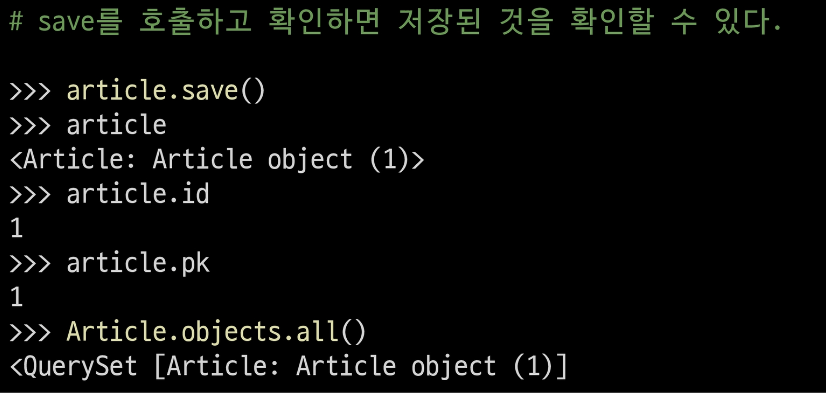 # save를 호출하고 확인하면 저장된 것을 확인할 수 있다.
>>> article.save()
>>> article
<Article: Article object (1)>
>>> article.id
1
>>> article.pk
1
>>> Article.objects.all()
<QuerySet [Article: Article object (1)]